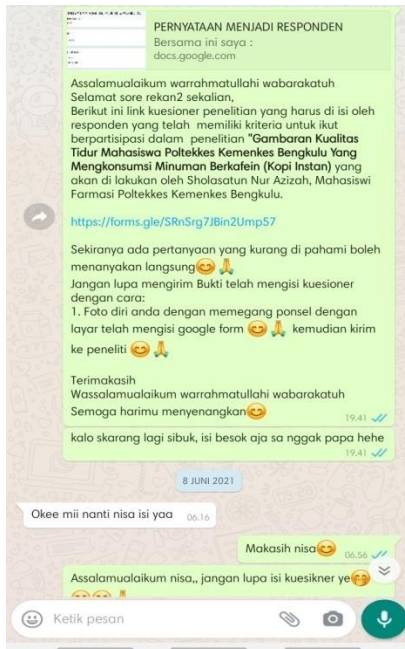 PERNYATAAN MENJADI RESPONDEN
Bersama ini saya :
docs.google.com
Assalamualaikum warrahmatullahi wabarakatuh
Selamat sore rekan2 sekalian,
Berikut ini link kuesioner penelitian yang harus di isi oleh
responden yang telah memiliki kriteria untuk ikut
berpartisipasi dalam penelitian "Gambaran Kualitas
Tidur Mahasiswa Poltekkes Kemenkes Bengkulu Yang
Mengkonsumsi Minuman Berkafein (Kopi Instan) yang
akan di lakukan oleh Sholasatun Nur Azizah, Mahasiswi
Farmasi Poltekkes Kemenkes Bengkulu.
https://forms.gle/SRnSrg7JBin2Ump57
Sekiranya ada pertanyaan yang kurang di pahami boleh
menanyakan langsung😊🙏
Jangan lupa mengirim Bukti telah mengisi kuesioner
dengan cara:
1. Foto diri anda dengan memegang ponsel dengan
layar telah mengisi google form 😊🙏 kemudian kirim
ke peneliti 😊🙏
Terimakasih
Wassalamualaikum warrahmatullahi wabarakatuh
Semoga harimu menyenangkan😊
19.41
kalo skarang lagi sibuk, isi besok aja sa nggak papa hehe
19.41
8 JUNI 2021
Okee mii nanti nisa isi yaa 06.16
Makasih nisa😊 06.56
Assalamualaikum nisa,, jangan lupa isi kuesikner ye🤭
Ketik pesan